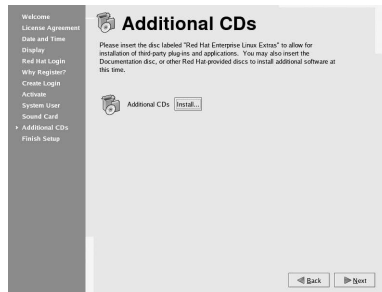 Welcome
License Agreement
Date and Time
Display
Red Hat Login
Why Register?
Create Login
Activate
System User
Sound Card
Additional CDs
Finish Setup
Additional CDs
Please insert the disc labeled "Red Hat Enterprise Linux Extras" to allow for
installation of third-party plug-ins and applications. You may also insert the
Documentation disc, or other Red Hat-provided discs to install additional software at
this time.
Additional CDs Install...
Back Next